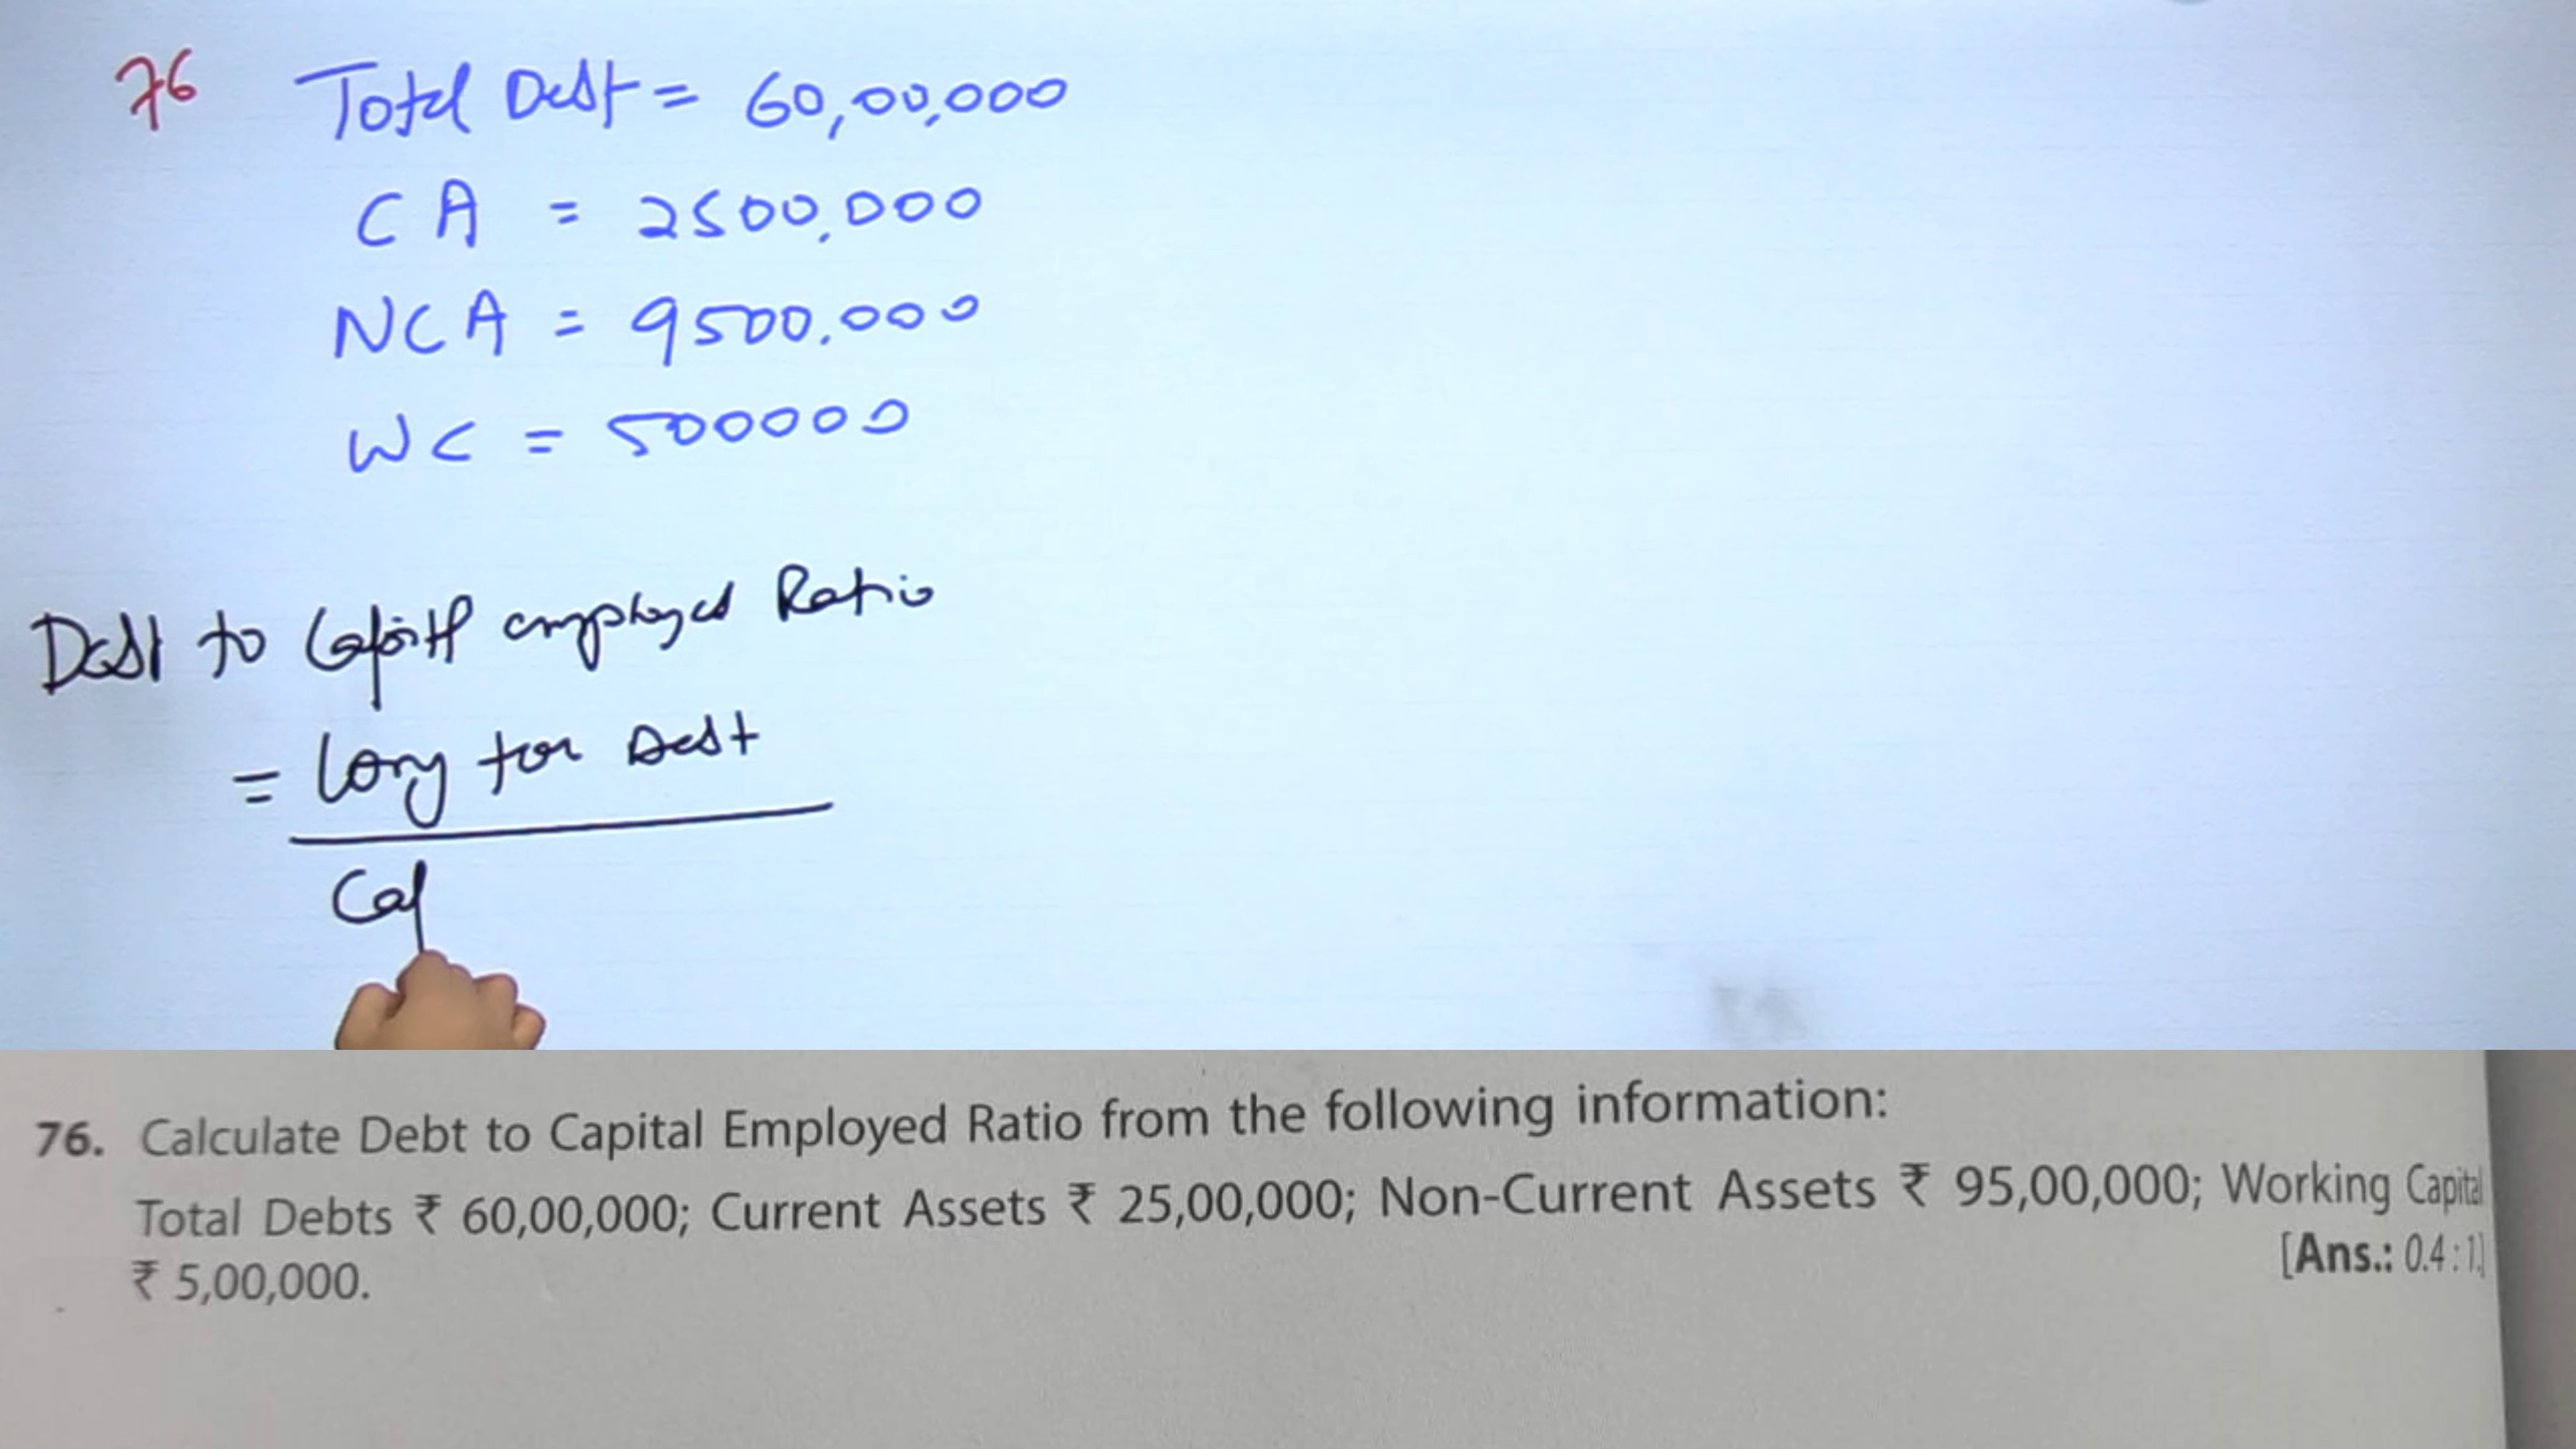 76 Total Debt = 60,00,000
CA = 2500,000
NCA = 9500.000
WC = 500000
Debt to Capital employed Ratio
= Long ter Debt
Cap
76. Calculate Debt to Capital Employed Ratio from the following information:
Total Debts ₹ 60,00,000; Current Assets ₹ 25,00,000; Non-Current Assets ₹ 95,00,000; Working Capital
₹ 5,00,000. [Ans.: 0.4 : 1.]